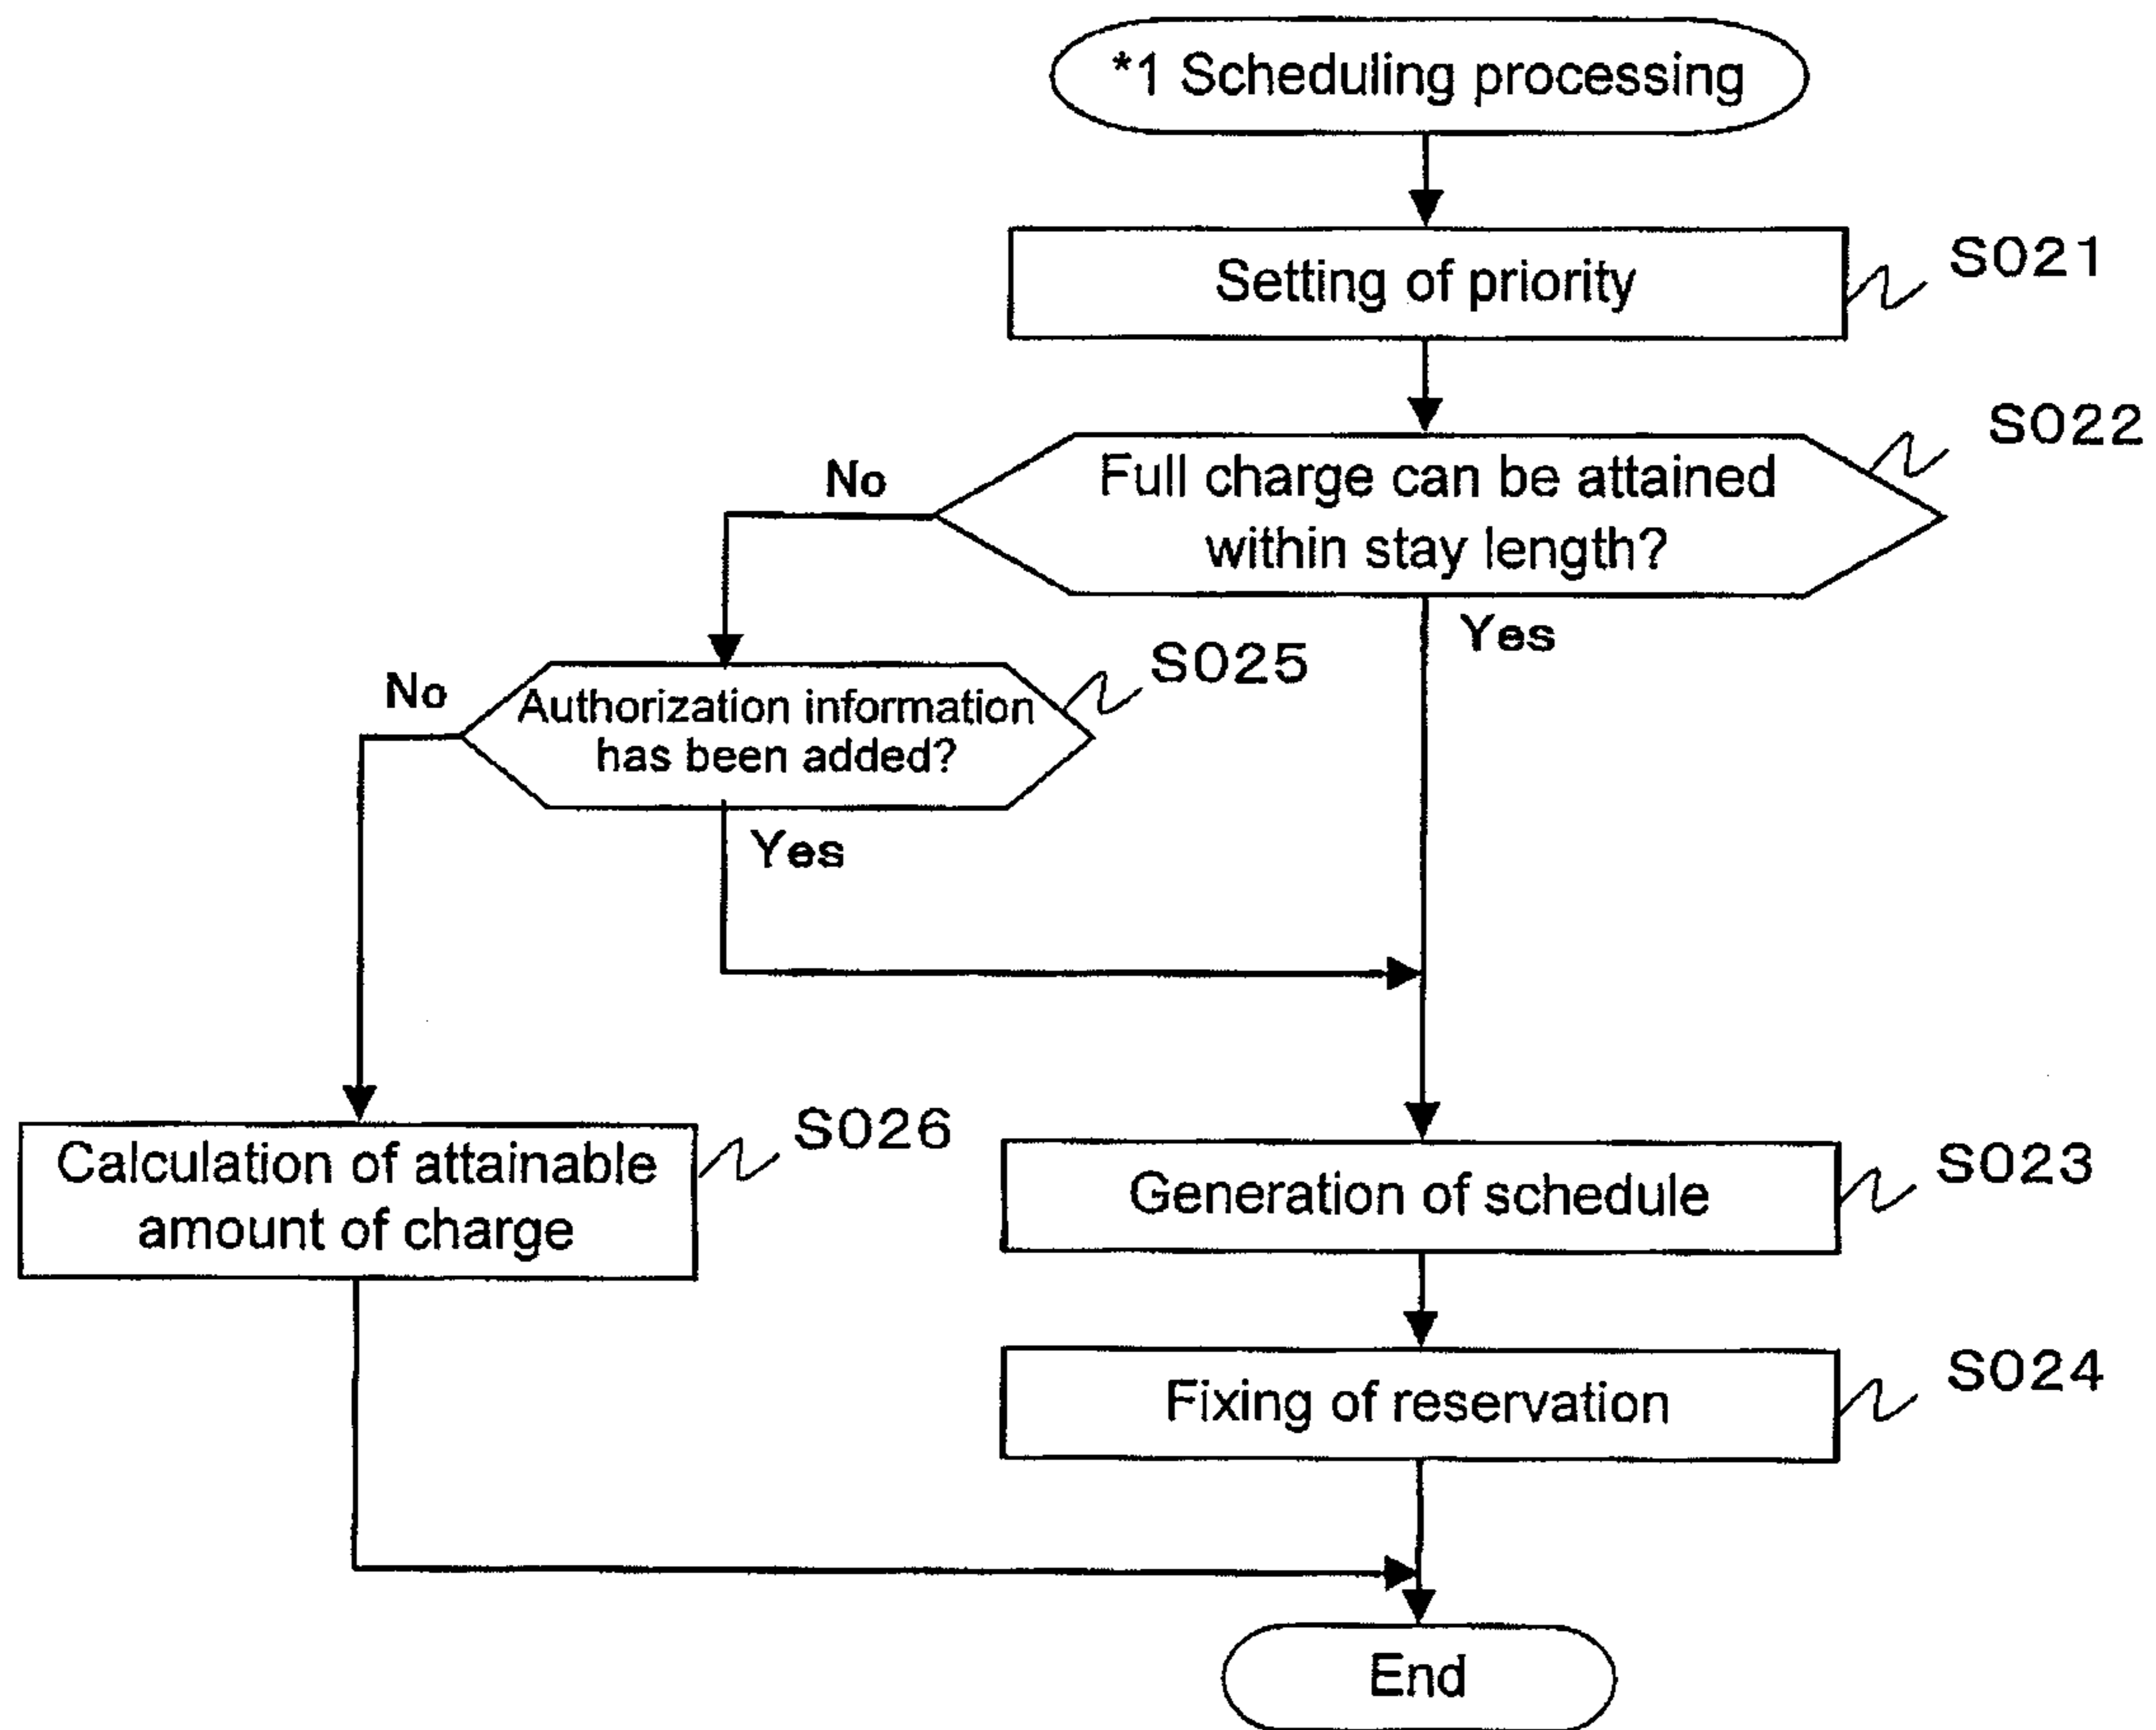 *1 Scheduling processing
Setting of priority
S021
S022
Full charge can be attained
within stay length?
No
Yes
S025
Authorization information
has been added?
No
Yes
S026
Calculation of attainable
amount of charge
S023
Generation of schedule
S024
Fixing of reservation
End